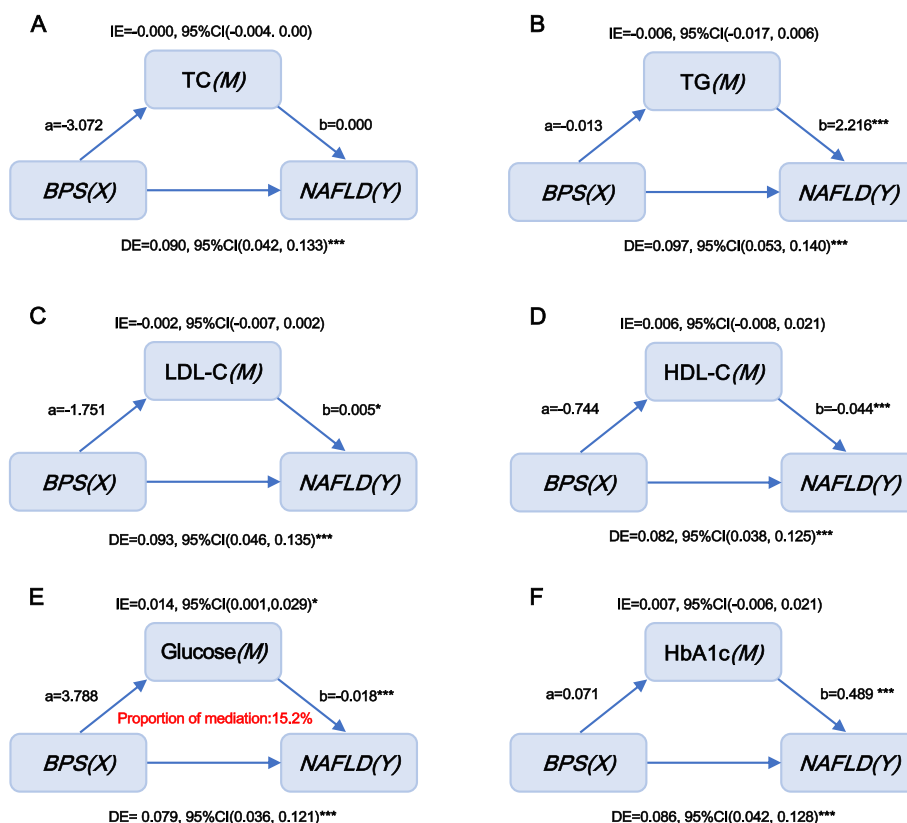 A
IE=-0.000, 95%CI(-0.004. 0.00)
TC(M)
a=-3.072
b=0.000
BPS(X)
NAFLD(Y)
DE=0.090, 95%CI(0.042, 0.133)***
B
IE=-0.006, 95%CI(-0.017, 0.006)
TG(M)
a=-0.013
b=2.216***
BPS(X)
NAFLD(Y)
DE=0.097, 95%CI(0.053, 0.140)***
C
IE=-0.002, 95%CI(-0.007, 0.002)
LDL-C(M)
a=-1.751
b=0.005*
BPS(X)
NAFLD(Y)
DE=0.093, 95%CI(0.046, 0.135)***
D
IE=0.006, 95%CI(-0.008, 0.021)
HDL-C(M)
a=-0.744
b=-0.044***
BPS(X)
NAFLD(Y)
DE=0.082, 95%CI(0.038, 0.125)***
E
IE=0.014, 95%CI(0.001,0.029)*
Glucose(M)
a=3.788
b=-0.018***
Proportion of mediation:15.2%
BPS(X)
NAFLD(Y)
DE= 0.079, 95%CI(0.036, 0.121)***
F
IE=0.007, 95%CI(-0.006, 0.021)
HbA1c(M)
a=0.071
b=0.489 ***
BPS(X)
NAFLD(Y)
DE=0.086, 95%CI(0.042, 0.128)***